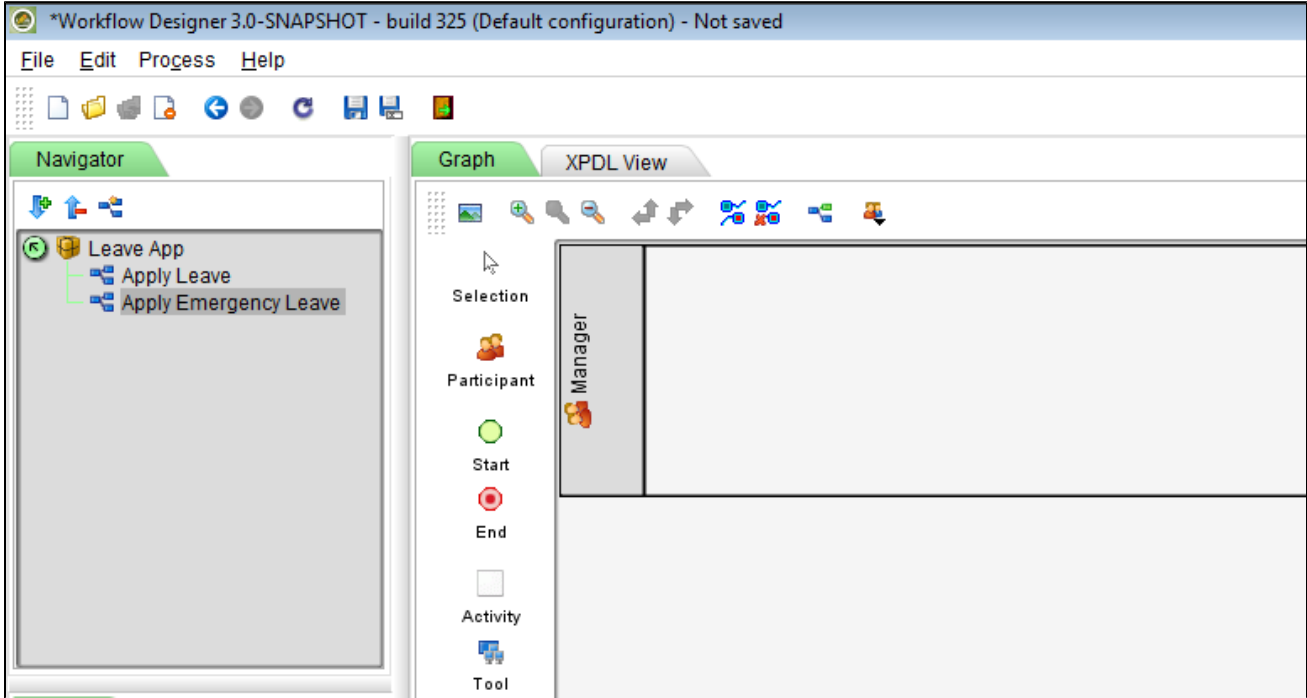 *Workflow Designer 3.0-SNAPSHOT - build 325 (Default configuration) - Not saved
File Edit Process Help
Navigator
Leave App
Apply Leave
Apply Emergency Leave
Graph
XPDL View
Selection
Participant
Start
End
Activity
Tool
Manager